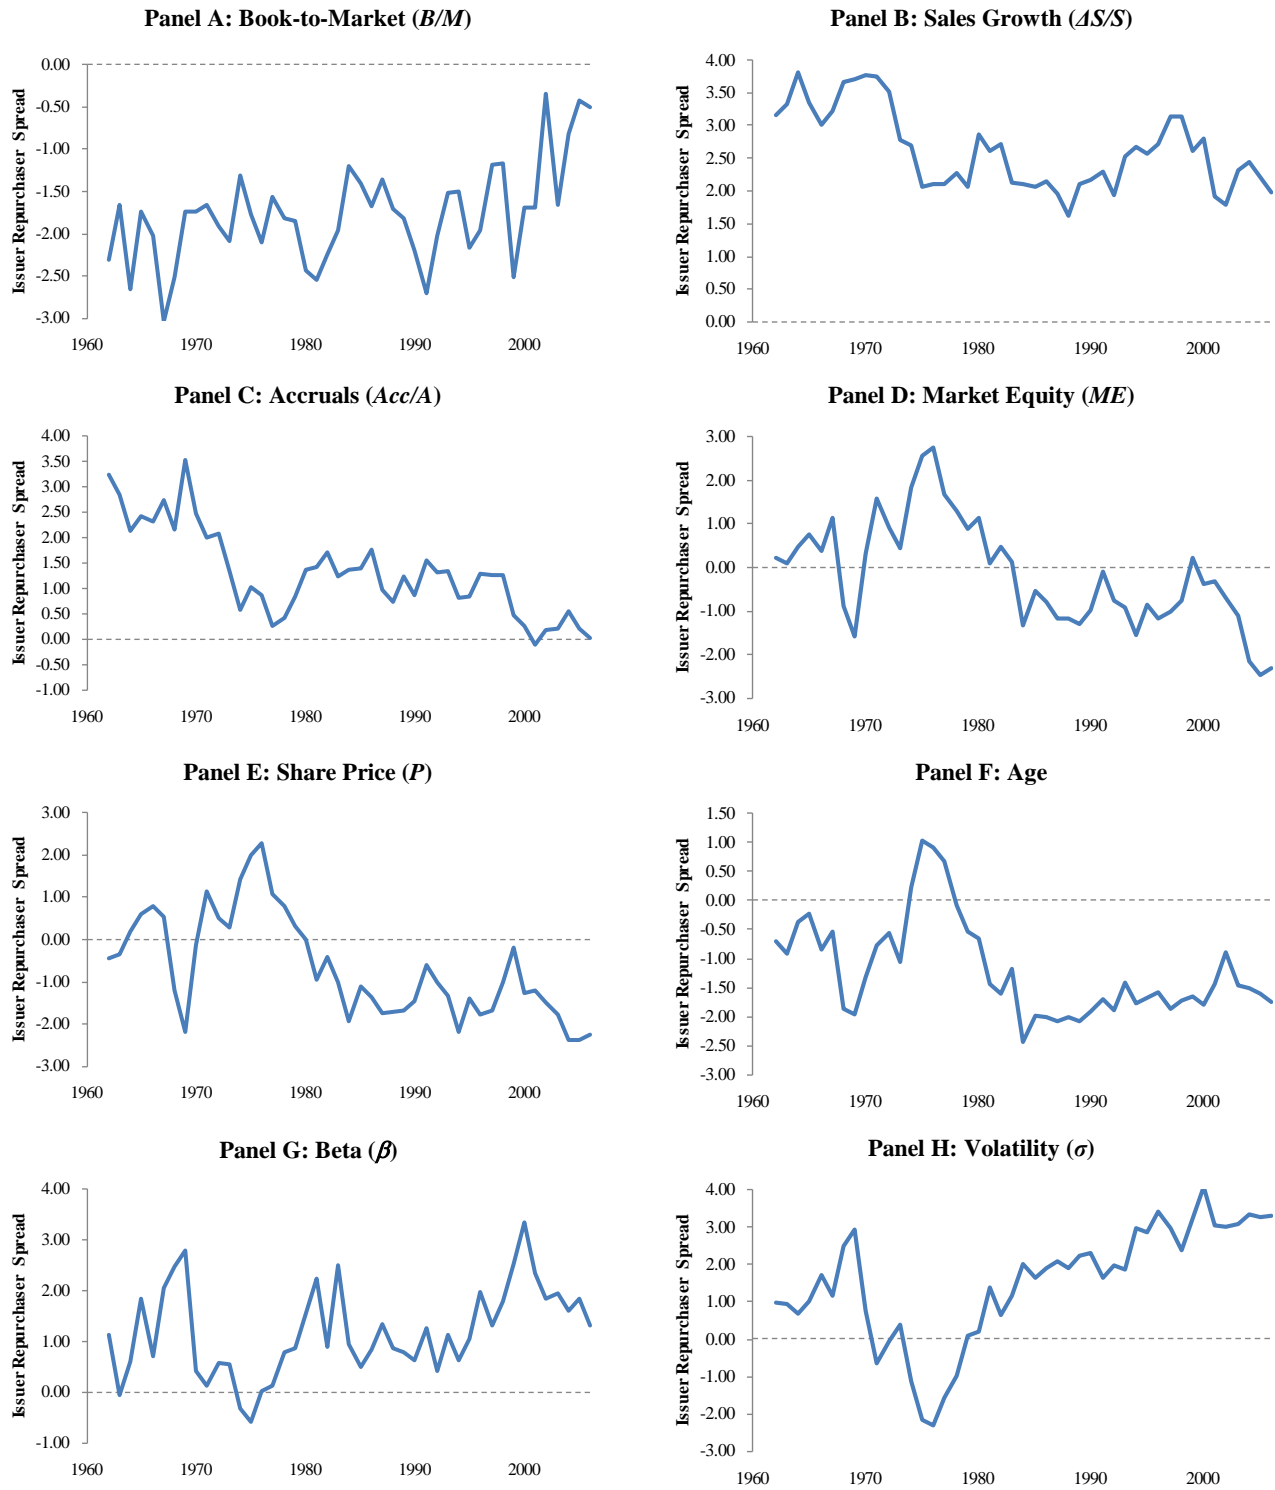 Panel A: Book-to-Market (B/M)
Issuer Repurchaser Spread
0.00
-0.50
-1.00
-1.50
-2.00
-2.50
-3.00
1960 1970 1980 1990 2000
Panel B: Sales Growth (ΔS/S)
Issuer Repurchaser Spread
4.00
3.50
3.00
2.50
2.00
1.50
1.00
0.50
0.00
1960 1970 1980 1990 2000
Panel C: Accruals (Acc/A)
Issuer Repurchaser Spread
4.00
3.50
3.00
2.50
2.00
1.50
1.00
0.50
0.00
-0.50
-1.00
1960 1970 1980 1990 2000
Panel D: Market Equity (ME)
Issuer Repurchaser Spread
3.00
2.00
1.00
0.00
-1.00
-2.00
-3.00
1960 1970 1980 1990 2000
Panel E: Share Price (P)
Issuer Repurchaser Spread
3.00
2.00
1.00
0.00
-1.00
-2.00
-3.00
1960 1970 1980 1990 2000
Panel F: Age
Issuer Repurchaser Spread
1.50
1.00
0.50
0.00
-0.50
-1.00
-1.50
-2.00
-2.50
-3.00
1960 1970 1980 1990 2000
Panel G: Beta (β)
Issuer Repurchaser Spread
4.00
3.00
2.00
1.00
0.00
-1.00
1960 1970 1980 1990 2000
Panel H: Volatility (σ)
Issuer Repurchaser Spread
4.00
3.00
2.00
1.00
0.00
-1.00
-2.00
-3.00
1960 1970 1980 1990 2000